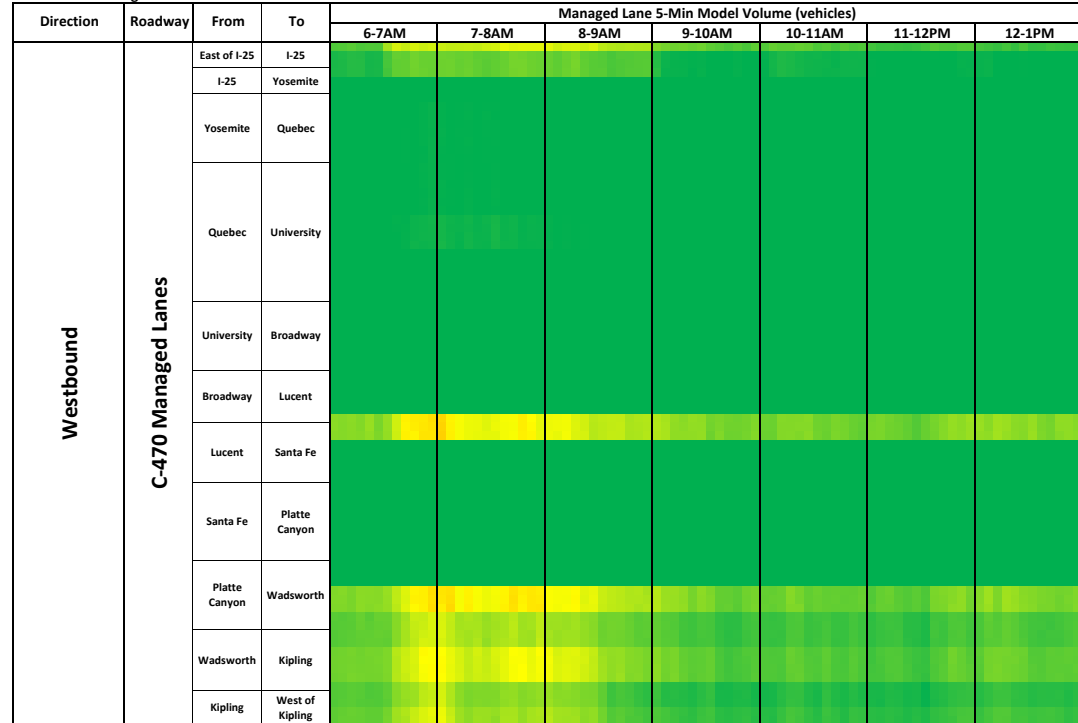 Managed Lane 5-Min Model Volume (vehicles)
Direction Roadway From To
6-7AM 7-8AM 8-9AM 9-10AM 10-11AM 11-12PM 12-1PM
Westbound
C-470 Managed Lanes
East of I-25 I-25
I-25 Yosemite
Yosemite Quebec
Quebec University
University Broadway
Broadway Lucent
Lucent Santa Fe
Santa Fe Platte
Canyon
Platte
Canyon Wadsworth
Wadsworth Kipling
Kipling West of
Kipling